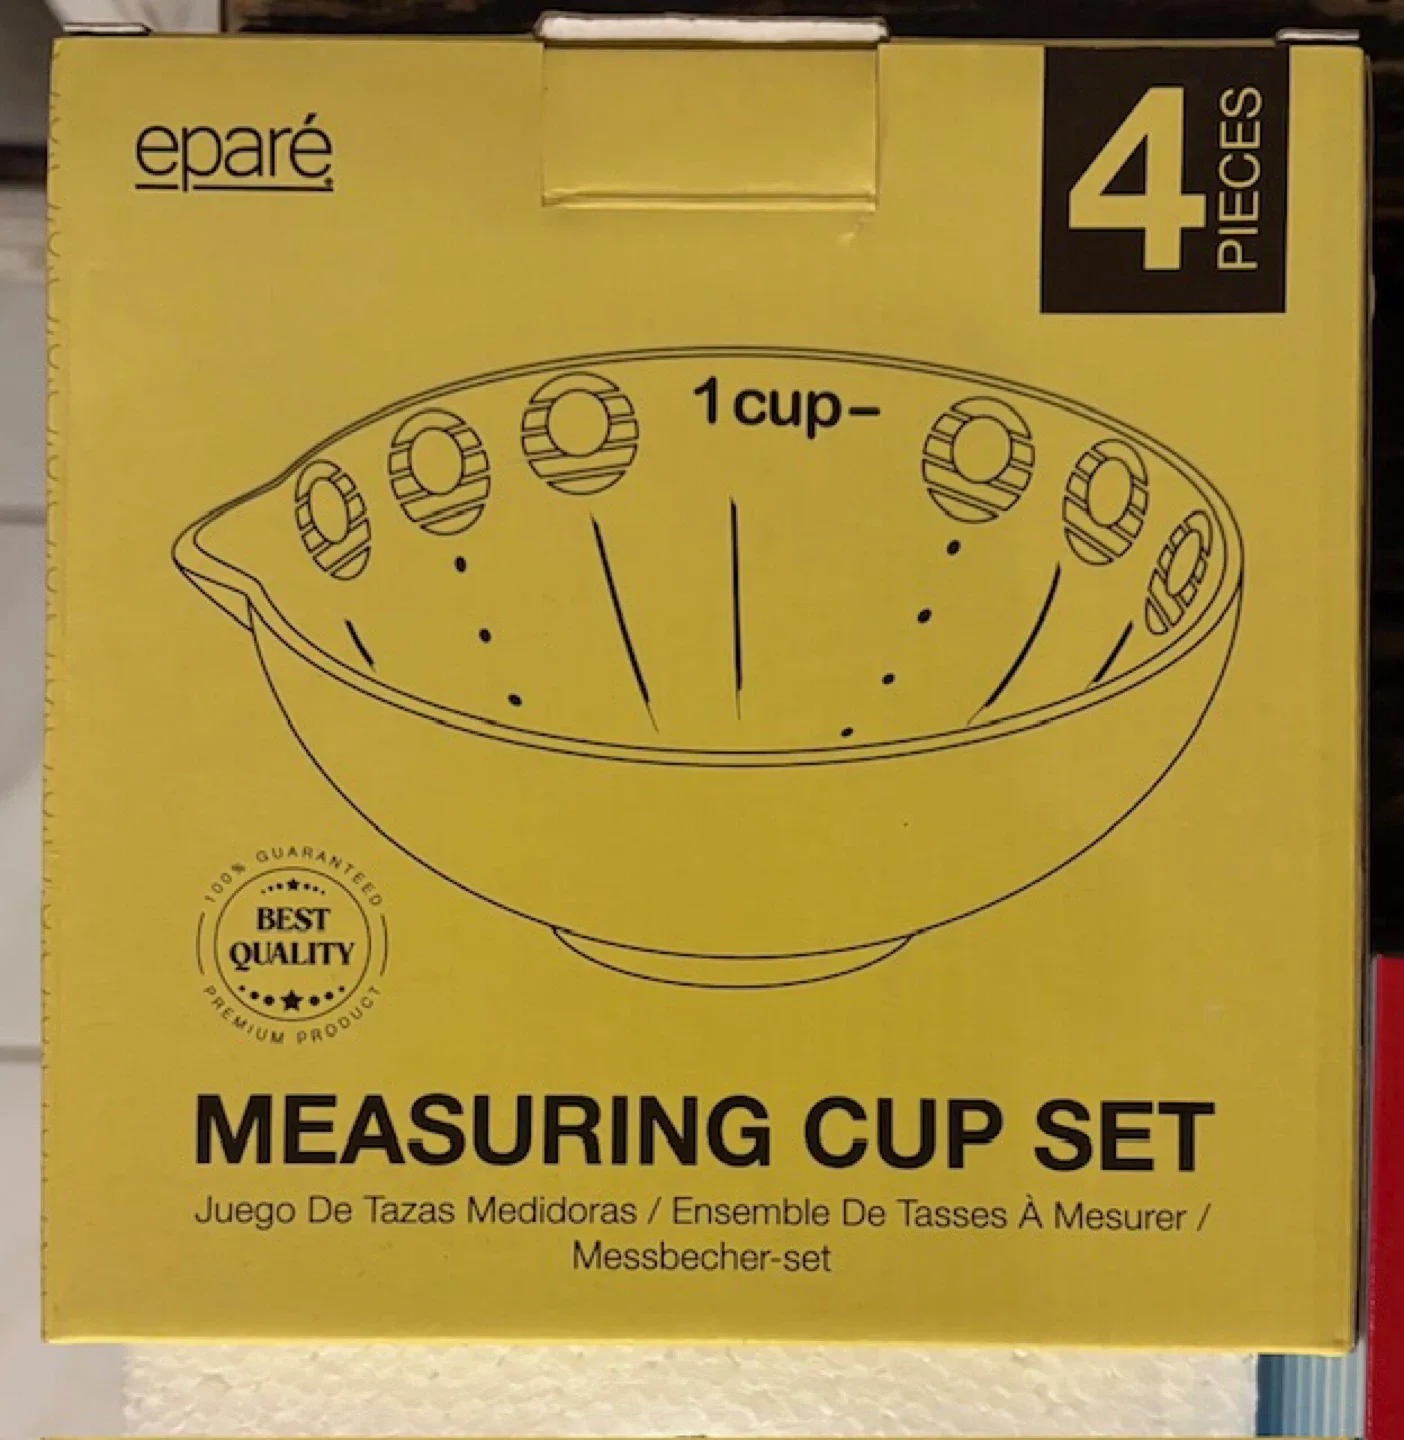 eparé
4
PIECES
1 cup–
100% GUARANTEED
BEST
QUALITY
PREMIUM PRODUCT
MEASURING CUP SET
Juego De Tazas Medidoras / Ensemble De Tasses À Mesurer /
Messbecher-set